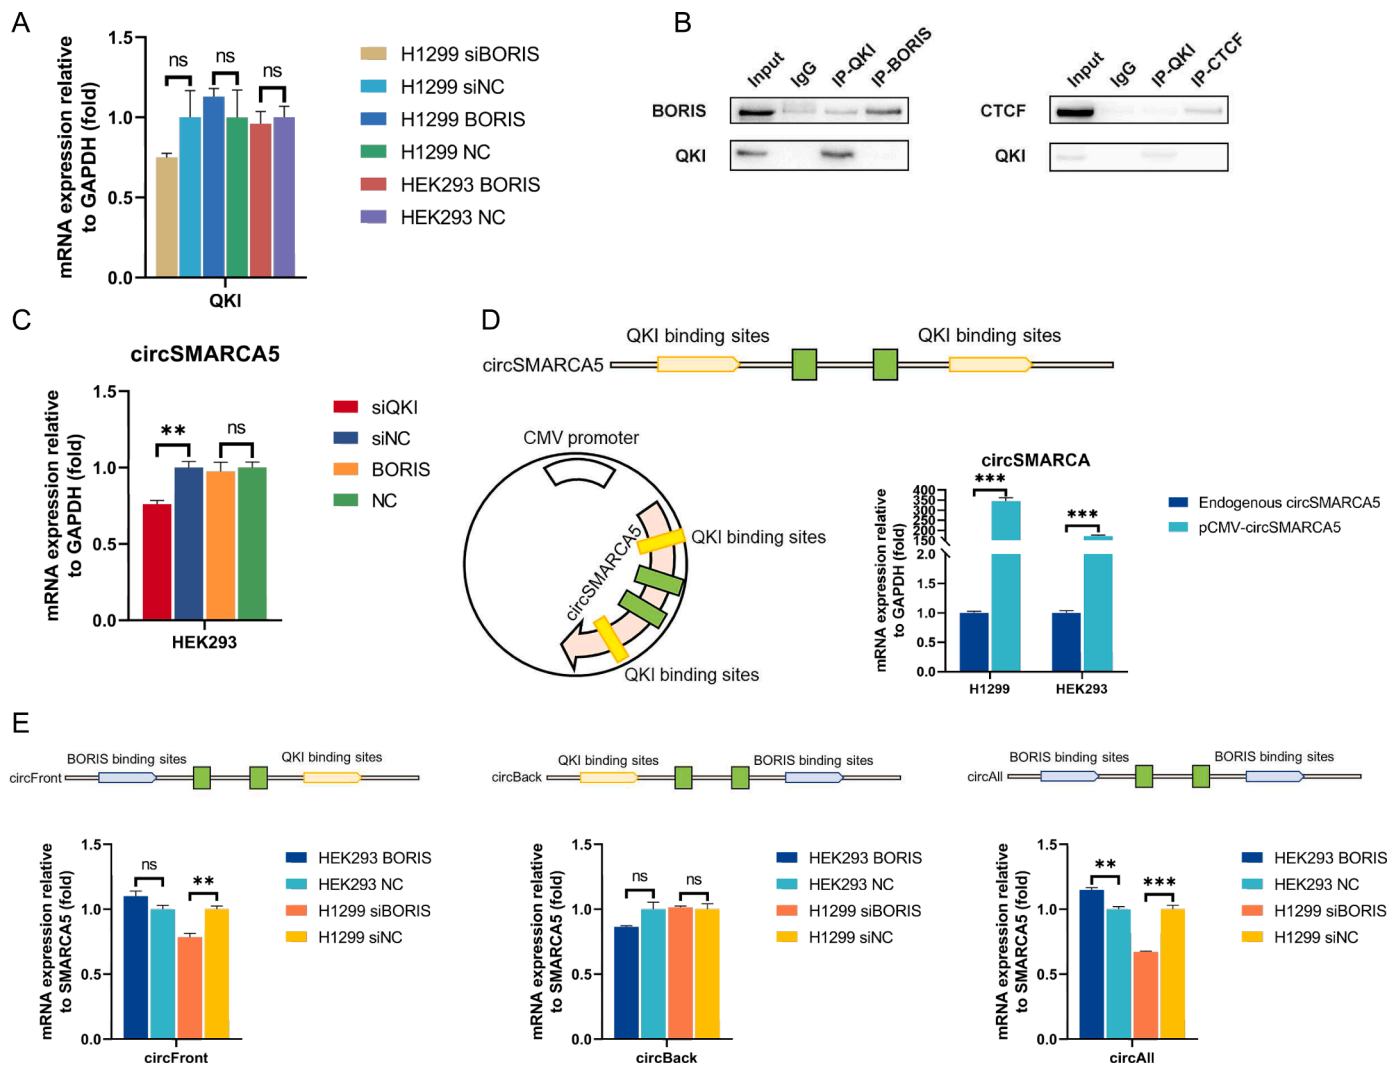 A
mRNA expression relative
to GAPDH (fold)
1.5
1.0
0.5
0.0
ns
ns
ns
QKI
H1299 siBORIS
H1299 siNC
H1299 BORIS
H1299 NC
HEK293 BORIS
HEK293 NC
B
Input
IgG
IP-QKI
IP-BORIS
BORIS
QKI
Input
IgG
IP-QKI
IP-CTCF
CTCF
QKI
C
circSMARCA5
mRNA expression relative
to GAPDH (fold)
1.5
1.0
0.5
0.0
**
ns
HEK293
siQKI
siNC
BORIS
NC
D
QKI binding sites
QKI binding sites
circSMARCA5
CMV promoter
circSMARCA5
QKI binding sites
QKI binding sites
circSMARCA
mRNA expression relative
to GAPDH (fold)
400
350
300
250
200
150
2.0
1.5
1.0
0.5
0.0
***
***
H1299
HEK293
Endogenous circSMARCA5
pCMV-circSMARCA5
E
BORIS binding sites
QKI binding sites
circFront
mRNA expression relative
to SMARCA5 (fold)
1.5
1.0
0.5
0.0
ns
**
circFront
HEK293 BORIS
HEK293 NC
H1299 siBORIS
H1299 siNC
QKI binding sites
BORIS binding sites
circBack
mRNA expression relative
to SMARCA5 (fold)
1.5
1.0
0.5
0.0
ns
ns
circBack
HEK293 BORIS
HEK293 NC
H1299 siBORIS
H1299 siNC
BORIS binding sites
BORIS binding sites
circAll
mRNA expression relative
to SMARCA5 (fold)
1.5
1.0
0.5
0.0
**
***
circAll
HEK293 BORIS
HEK293 NC
H1299 siBORIS
H1299 siNC